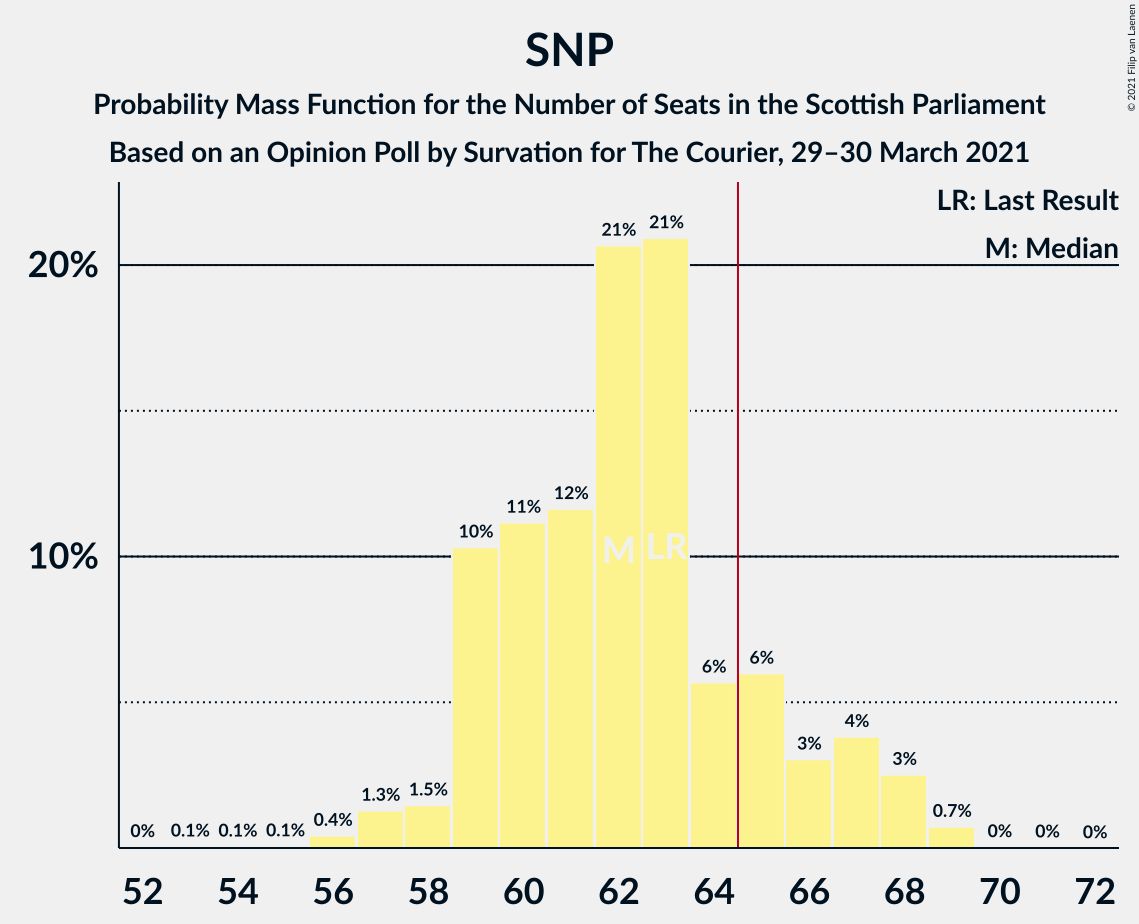 SNP
Probability Mass Function for the Number of Seats in the Scottish Parliament
Based on an Opinion Poll by Survation for The Courier, 29–30 March 2021
© 2021 Filip van Laenen
LR: Last Result
M: Median
20%
10%
0% 0.1% 0.1% 0.1% 0.4% 1.3% 1.5% 10% 11% 12% 21% 21% 6% 6% 3% 4% 3% 0.7% 0% 0% 0%
M LR
52 54 56 58 60 62 64 66 68 70 72